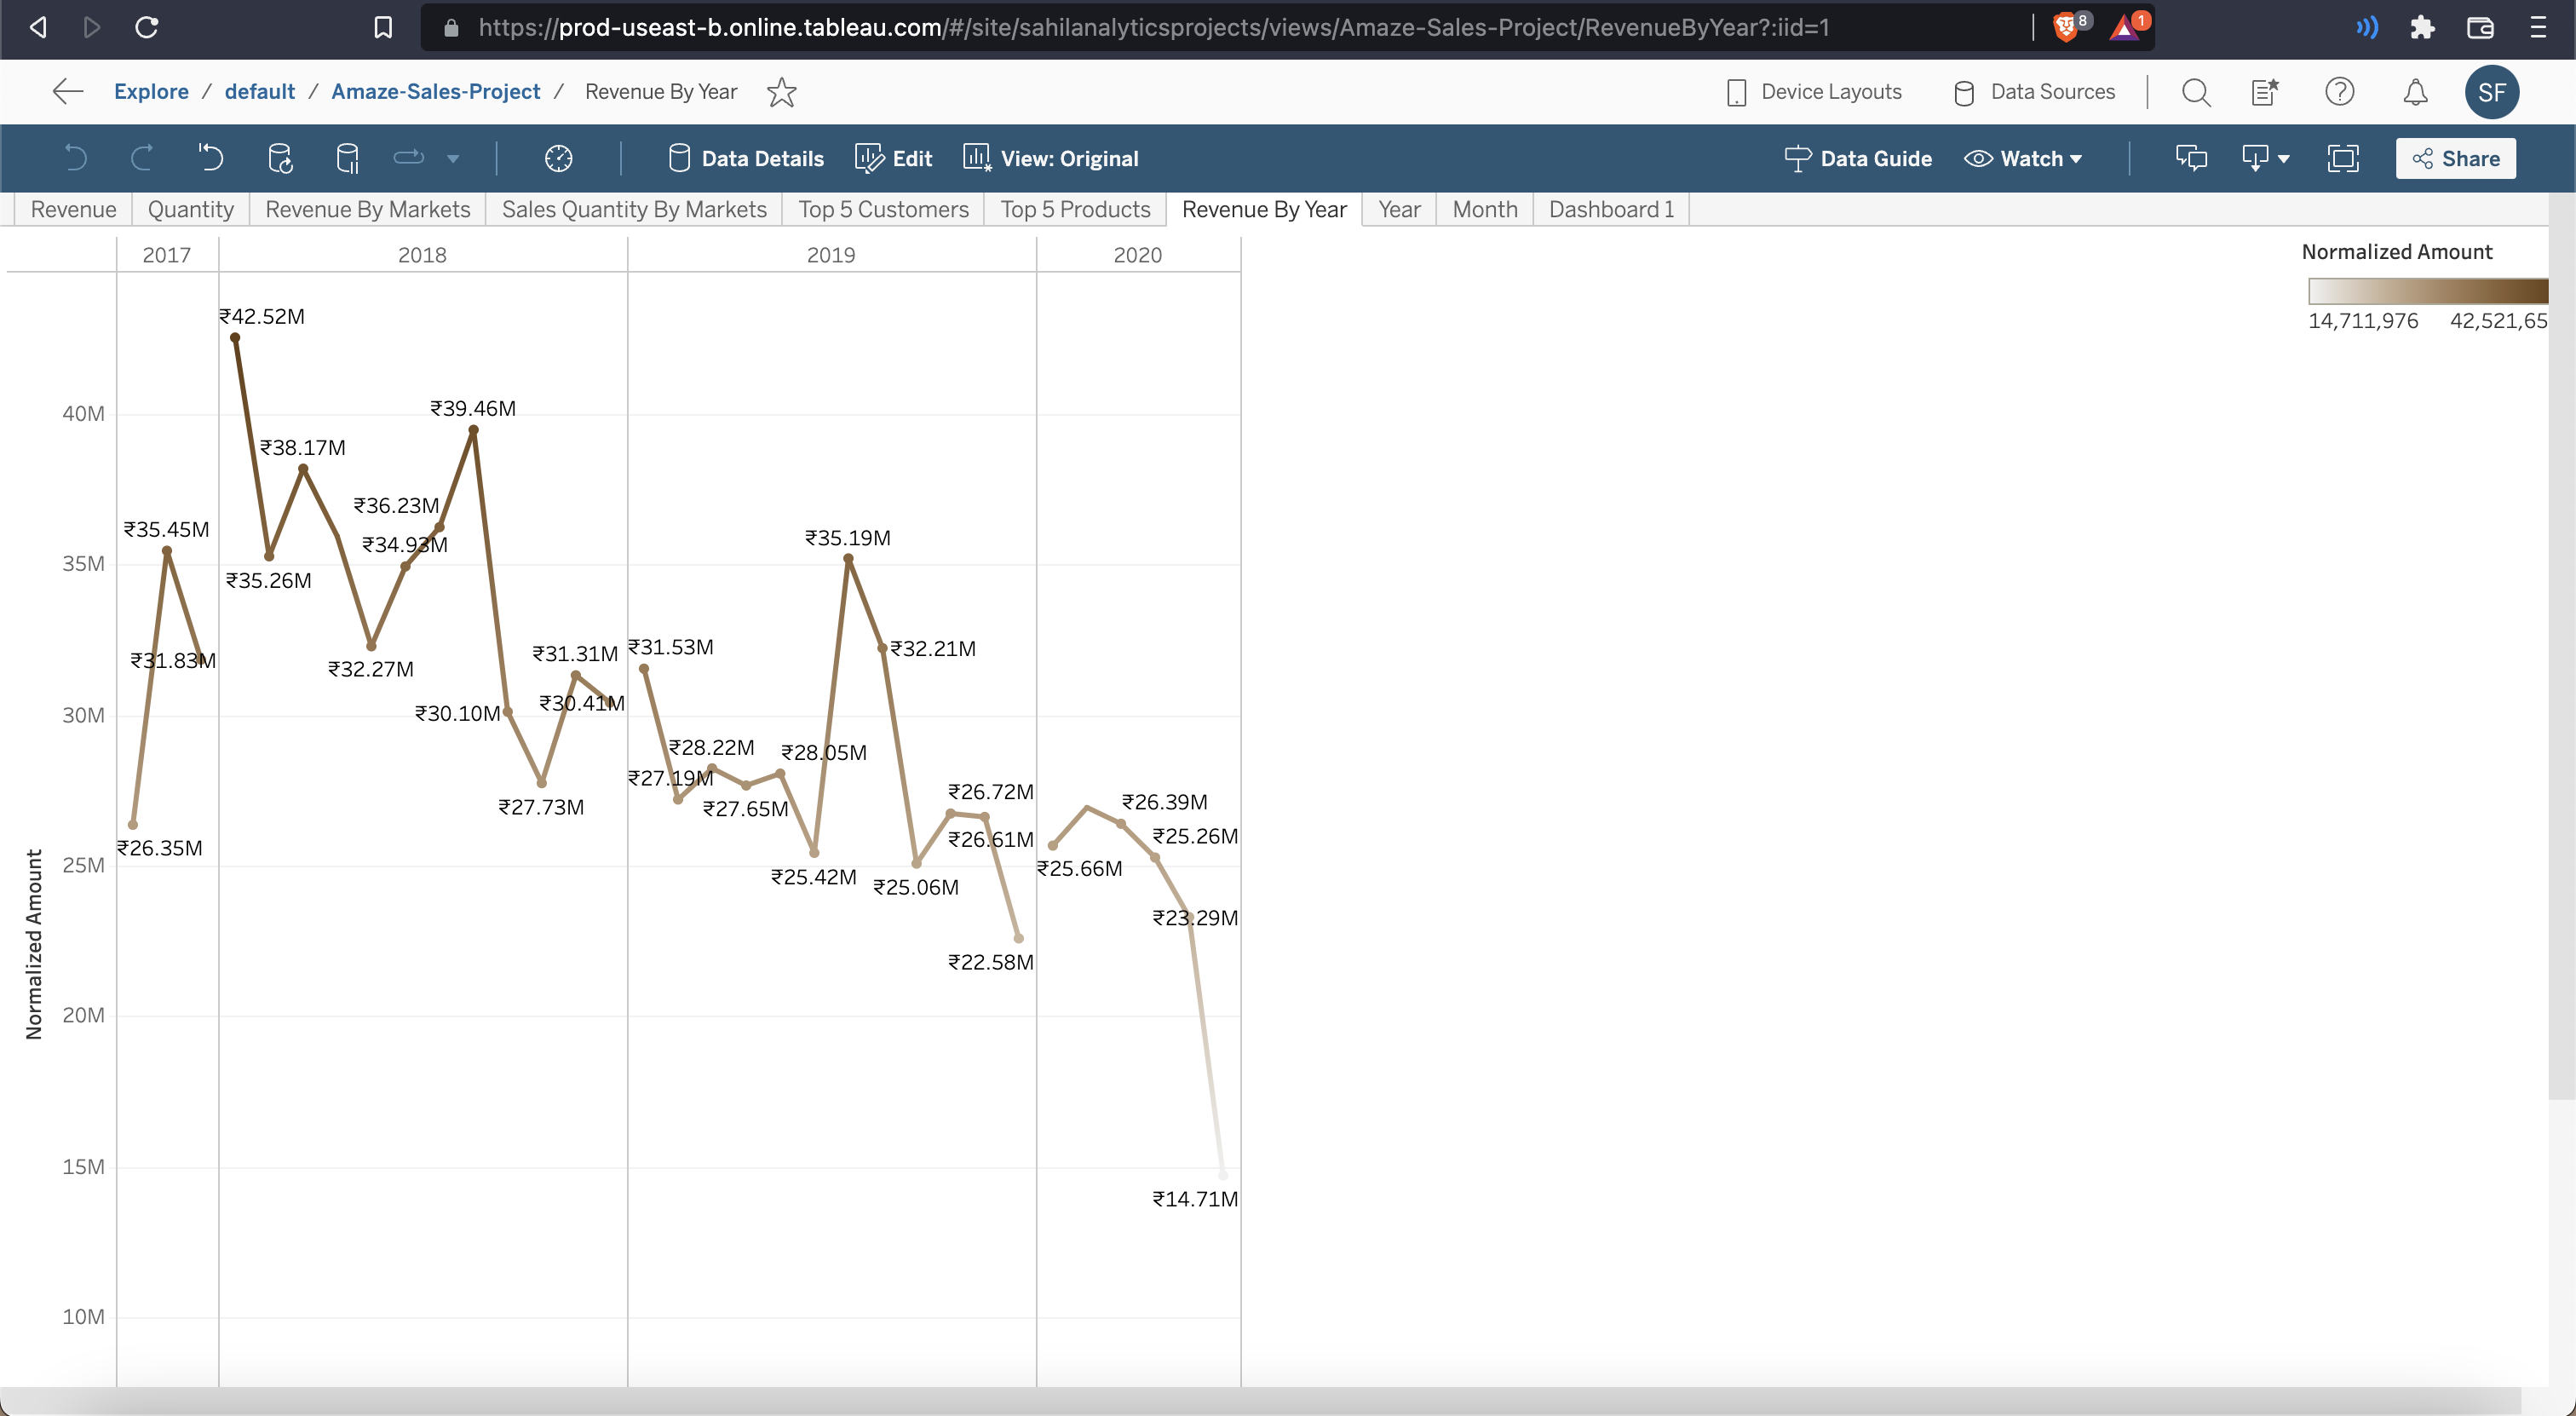 https://prod-useast-b.online.tableau.com/#/site/sahilanalyticsprojects/views/Amaze-Sales-Project/RevenueByYear?:iid=1
8
1
Explore / default / Amaze-Sales-Project / Revenue By Year
Device Layouts
Data Sources
SF
Data Details
Edit
View: Original
Data Guide
Watch
Share
Revenue
Quantity
Revenue By Markets
Sales Quantity By Markets
Top 5 Customers
Top 5 Products
Revenue By Year
Year
Month
Dashboard 1
2017
2018
2019
2020
Normalized Amount
14,711,976
42,521,65
₹42.52M
40M
₹39.46M
₹38.17M
₹36.23M
₹35.45M
₹35.19M
₹34.93M
35M
₹35.26M
₹31.53M
₹32.21M
₹31.31M
₹31.83M
₹32.27M
₹30.41M
₹30.10M
30M
₹28.22M
₹28.05M
₹27.19M
₹26.72M
₹26.39M
₹27.73M
₹27.65M
₹25.26M
₹26.61M
₹26.35M
25M
₹25.66M
₹25.42M
₹25.06M
₹23.29M
₹22.58M
Normalized Amount
20M
15M
₹14.71M
10M